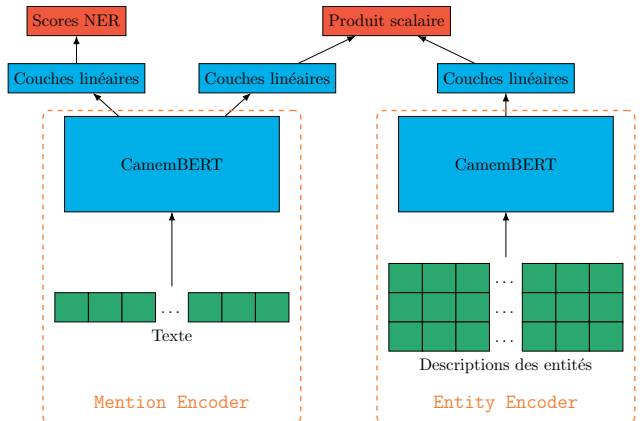 Scores NER
Produit scalaire
Couches linéaires
Couches linéaires
Couches linéaires
CamemBERT
CamemBERT
...
...
...
...
Texte
Descriptions des entités
Mention Encoder
Entity Encoder